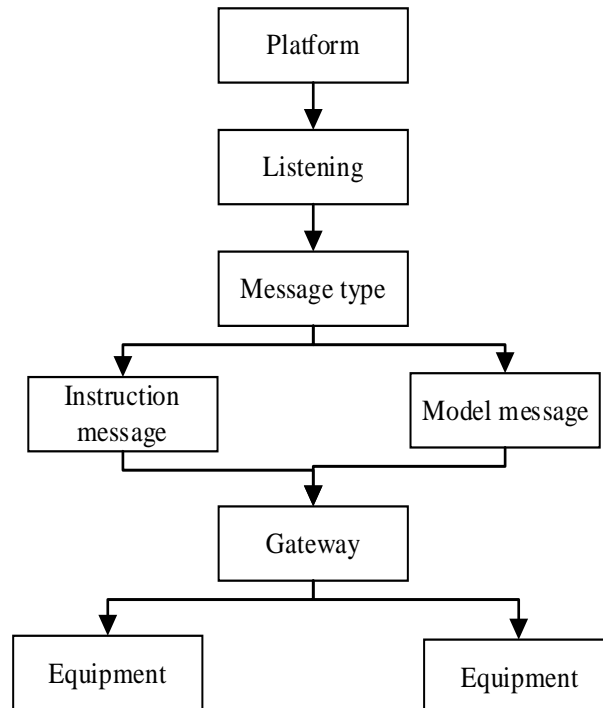 Platform
Listening
Message type
Instruction
message
Model message
Gateway
Equipment
Equipment